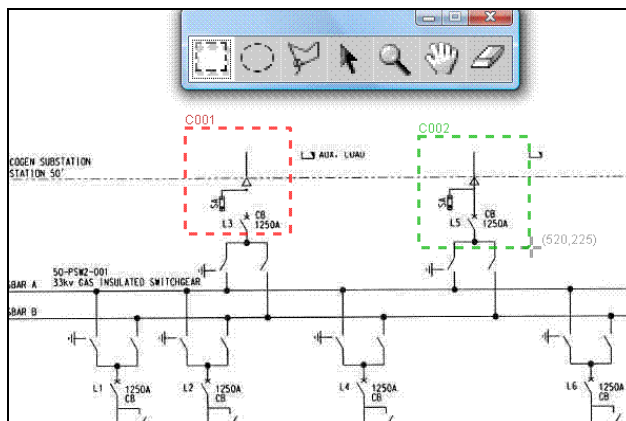 C001
C002
COGEN SUBSTATION
STATION 50'
AUX. LOAD
SA
SA
CB
L3 1250A
CB
L5 1250A
(520,225)
50-PSW2-001
33kv GAS INSULATED SWITCHGEAR
SBAR A
SBAR B
L1 1250A
CB
L2 1250A
CB
L4 1250A
CB
L6 1250A
CB